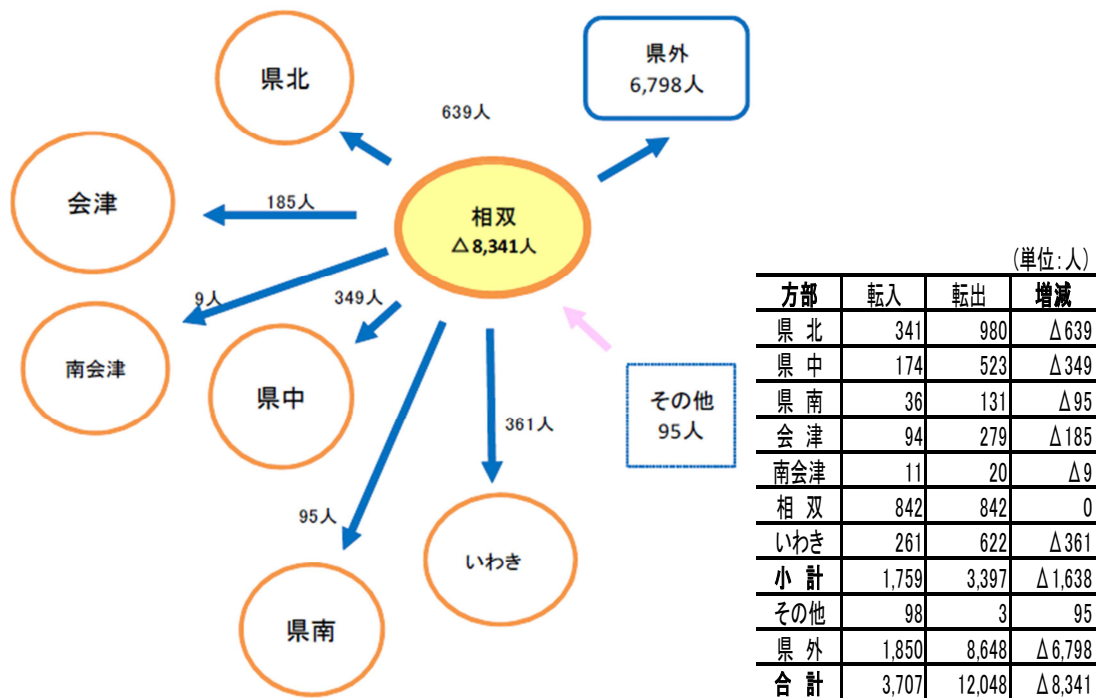 県北
県外
6,798人
639人
会津
185人
相双
△8,341人
9人
349人
南会津
県中
その他
95人
361人
95人
いわき
県南
(単位:人)
方部 転入 転出 増減
県 北 341 980 △639
県 中 174 523 △349
県 南 36 131 △95
会 津 94 279 △185
南会津 11 20 △9
相 双 842 842 0
いわき 261 622 △361
小 計 1,759 3,397 △1,638
その他 98 3 95
県 外 1,850 8,648 △6,798
合 計 3,707 12,048 △8,341